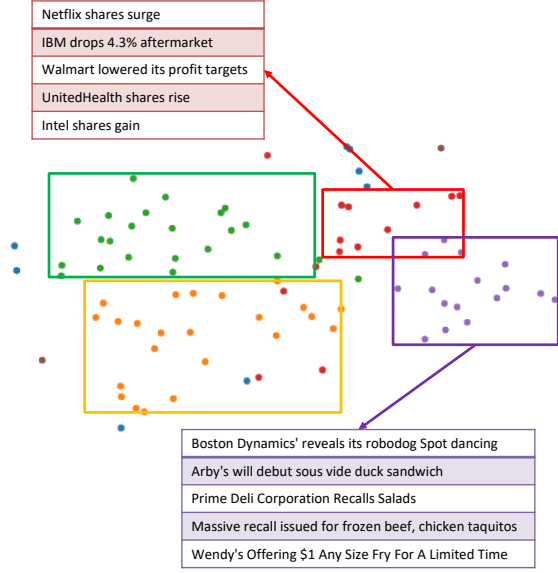 Netflix shares surge
IBM drops 4.3% aftermarket
Walmart lowered its profit targets
UnitedHealth shares rise
Intel shares gain
Boston Dynamics' reveals its robodog Spot dancing
Arby's will debut sous vide duck sandwich
Prime Deli Corporation Recalls Salads
Massive recall issued for frozen beef, chicken taquitos
Wendy's Offering $1 Any Size Fry For A Limited Time